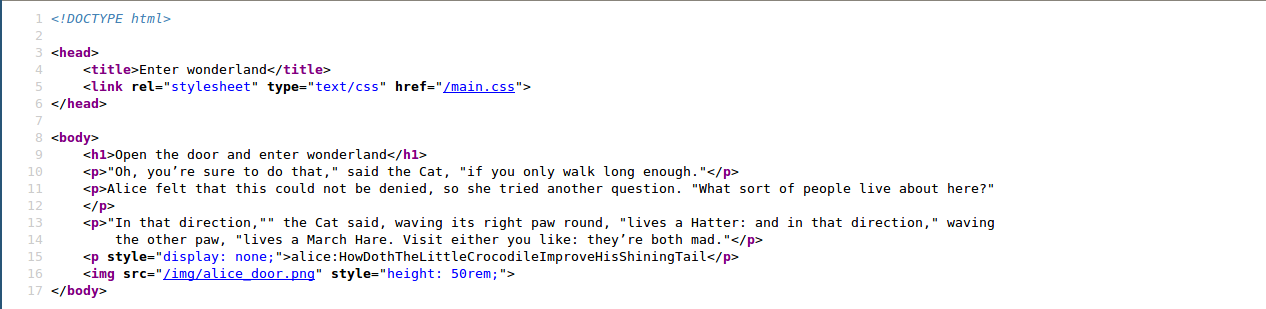 1 <!DOCTYPE html>
2
3 <head>
4     <title>Enter wonderland</title>
5     <link rel="stylesheet" type="text/css" href="/main.css">
6 </head>
7
8 <body>
9     <h1>Open the door and enter wonderland</h1>
10     <p>"Oh, you’re sure to do that," said the Cat, "if you only walk long enough."</p>
11     <p>Alice felt that this could not be denied, so she tried another question. "What sort of people live about here?"
12     </p>
13     <p>"In that direction,"" the Cat said, waving its right paw round, "lives a Hatter: and in that direction," waving
14         the other paw, "lives a March Hare. Visit either you like: they’re both mad."</p>
15     <p style="display: none;">alice:HowDothTheLittleCrocodileImproveHisShiningTail</p>
16     <img src="/img/alice_door.png" style="height: 50rem;">
17 </body>